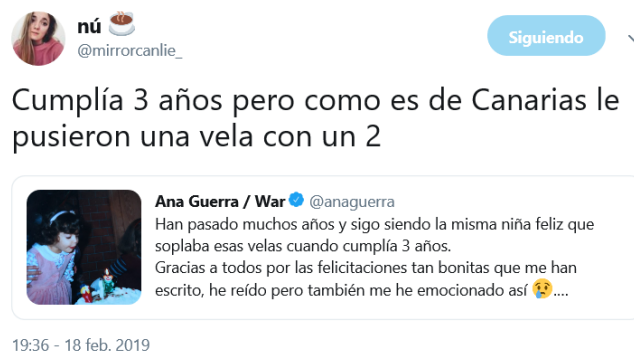 nú ☕
@mirrorcanlie_
Siguiendo
Cumplía 3 años pero como es de Canarias le
pusieron una vela con un 2
Ana Guerra / War @anaguerra
Han pasado muchos años y sigo siendo la misma niña feliz que
soplaba esas velas cuando cumplía 3 años.
Gracias a todos por las felicitaciones tan bonitas que me han
escrito, he reído pero también me he emocionado así 😢....
19:36 - 18 feb. 2019